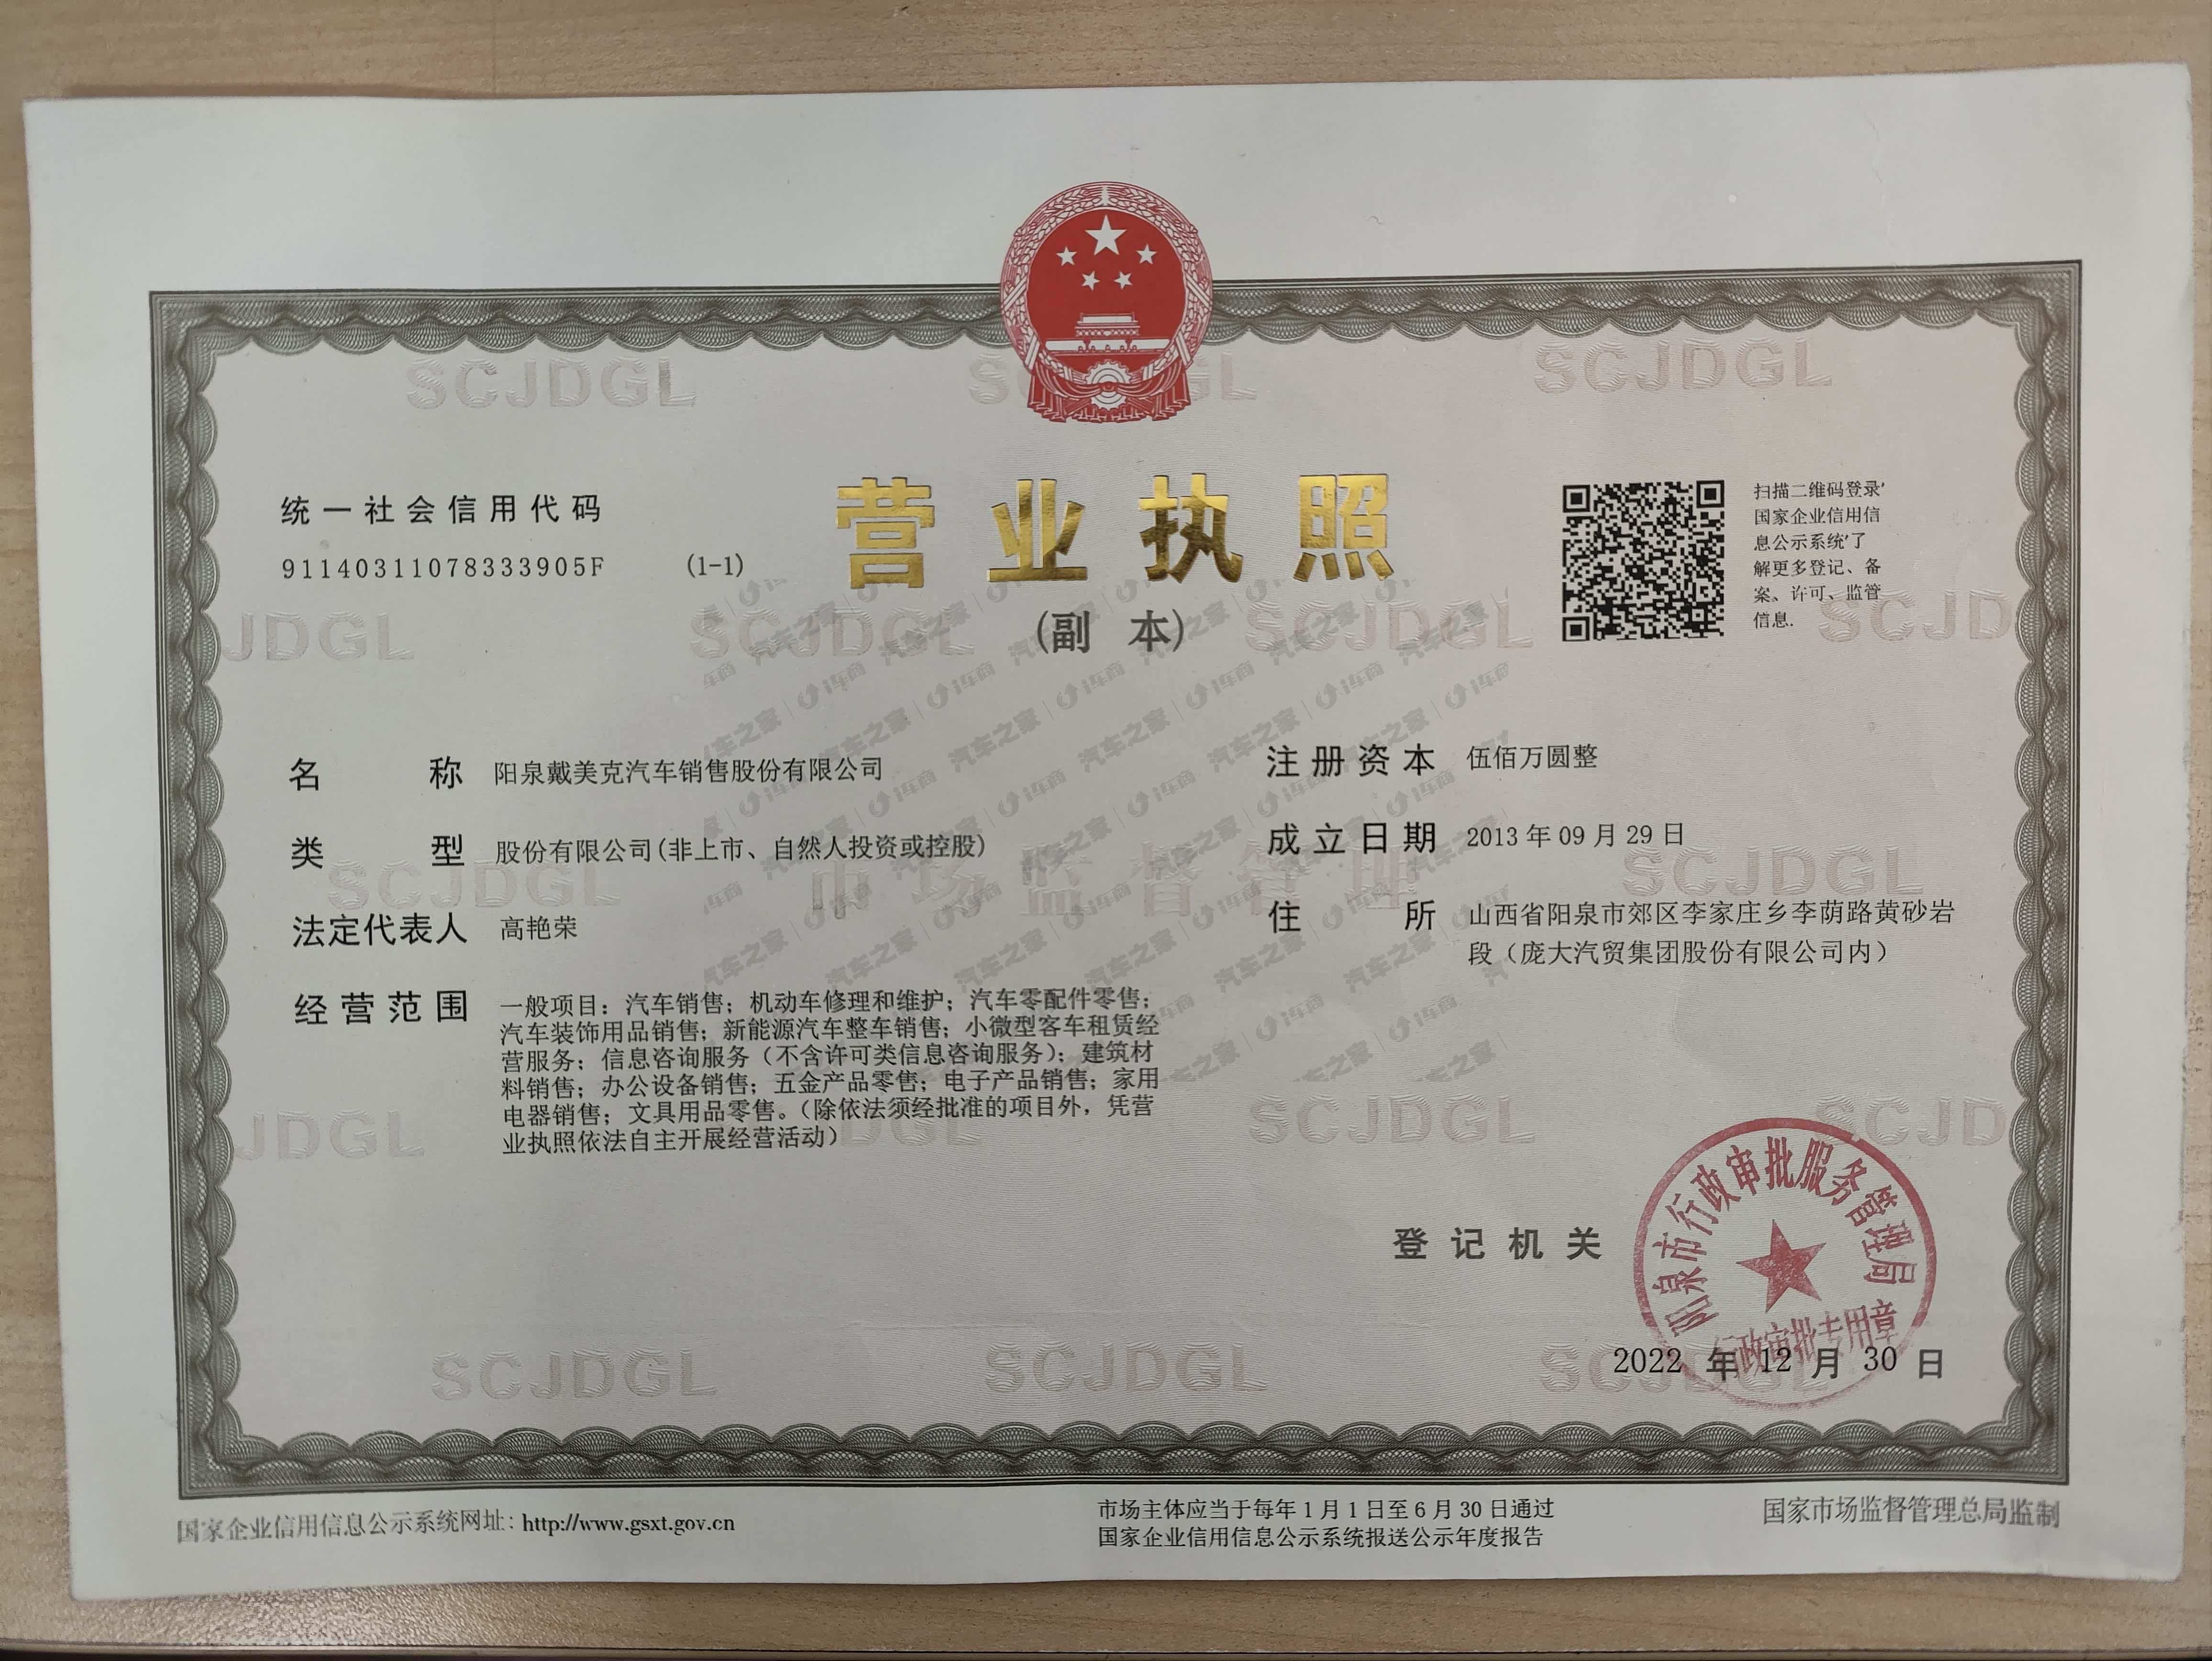 统一社会信用代码
91140311078333905F
(1-1)
营业执照
(副 本)
扫描二维码登录'
国家企业信用信
息公示系统'了
解更多登记、备
案、许可、监管
信息.
名 称 阳泉戴美克汽车销售股份有限公司
类 型 股份有限公司(非上市、自然人投资或控股)
法定代表人 高艳荣
经营范围 一般项目：汽车销售；机动车修理和维护；汽车零配件零售；
汽车装饰用品销售；新能源汽车整车销售；小微型客车租赁经
营服务；信息咨询服务（不含许可类信息咨询服务）；建筑材
料销售；办公设备销售；五金产品零售；电子产品销售；家用
电器销售；文具用品零售。（除依法须经批准的项目外，凭营
业执照依法自主开展经营活动）
注册资本 伍佰万圆整
成立日期 2013 年 09 月 29 日
住 所 山西省阳泉市郊区李家庄乡李荫路黄砂岩
段（庞大汽贸集团股份有限公司内）
登记机关
阳泉市行政审批服务管理局
行政审批专用章
2022 年 12 月 30 日
国家企业信用信息公示系统网址：http://www.gsxt.gov.cn
市场主体应当于每年 1 月 1 日至 6 月 30 日通过
国家企业信用信息公示系统报送公示年度报告
国家市场监督管理总局监制
SCJDGL
市场监督管理
汽车之家 | i车商